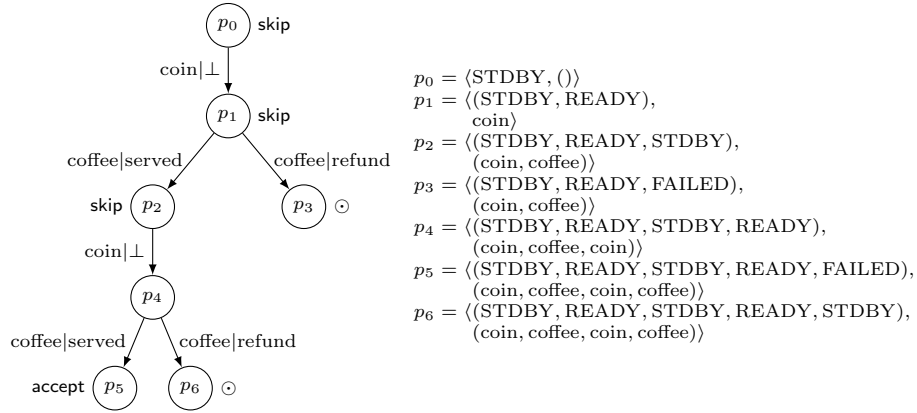 p₀ skip
coin|⊥
p₁ skip
coffee|served coffee|refund
skip p₂ p₃ ⊙
coin|⊥
p₄
coffee|served coffee|refund
accept p₅ p₆ ⊙
p₀ = ⟨STDBY, ()⟩
p₁ = ⟨(STDBY, READY),
coin⟩
p₂ = ⟨(STDBY, READY, STDBY),
(coin, coffee)⟩
p₃ = ⟨(STDBY, READY, FAILED),
(coin, coffee)⟩
p₄ = ⟨(STDBY, READY, STDBY, READY),
(coin, coffee, coin)⟩
p₅ = ⟨(STDBY, READY, STDBY, READY, FAILED),
(coin, coffee, coin, coffee)⟩
p₆ = ⟨(STDBY, READY, STDBY, READY, STDBY),
(coin, coffee, coin, coffee)⟩